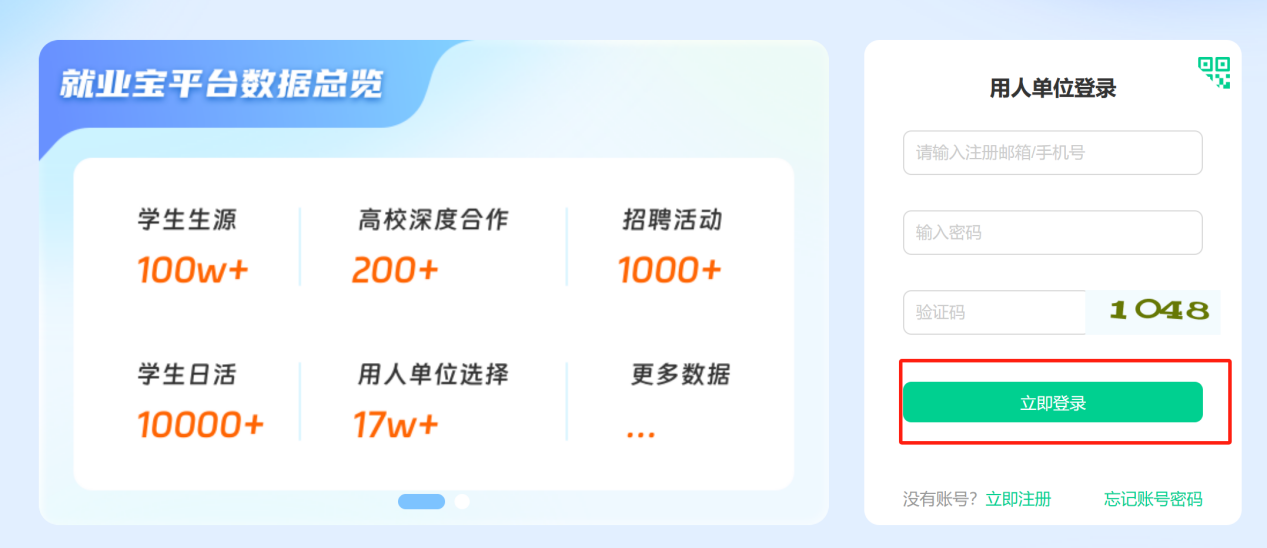 就业宝平台数据总览
学生生源
高校深度合作
招聘活动
100w+
200+
1000+
学生日活
用人单位选择
更多数据
10000+
17w+
...
用人单位登录
请输入注册邮箱/手机号
输入密码
验证码
1048
立即登录
没有账号？立即注册
忘记账号密码